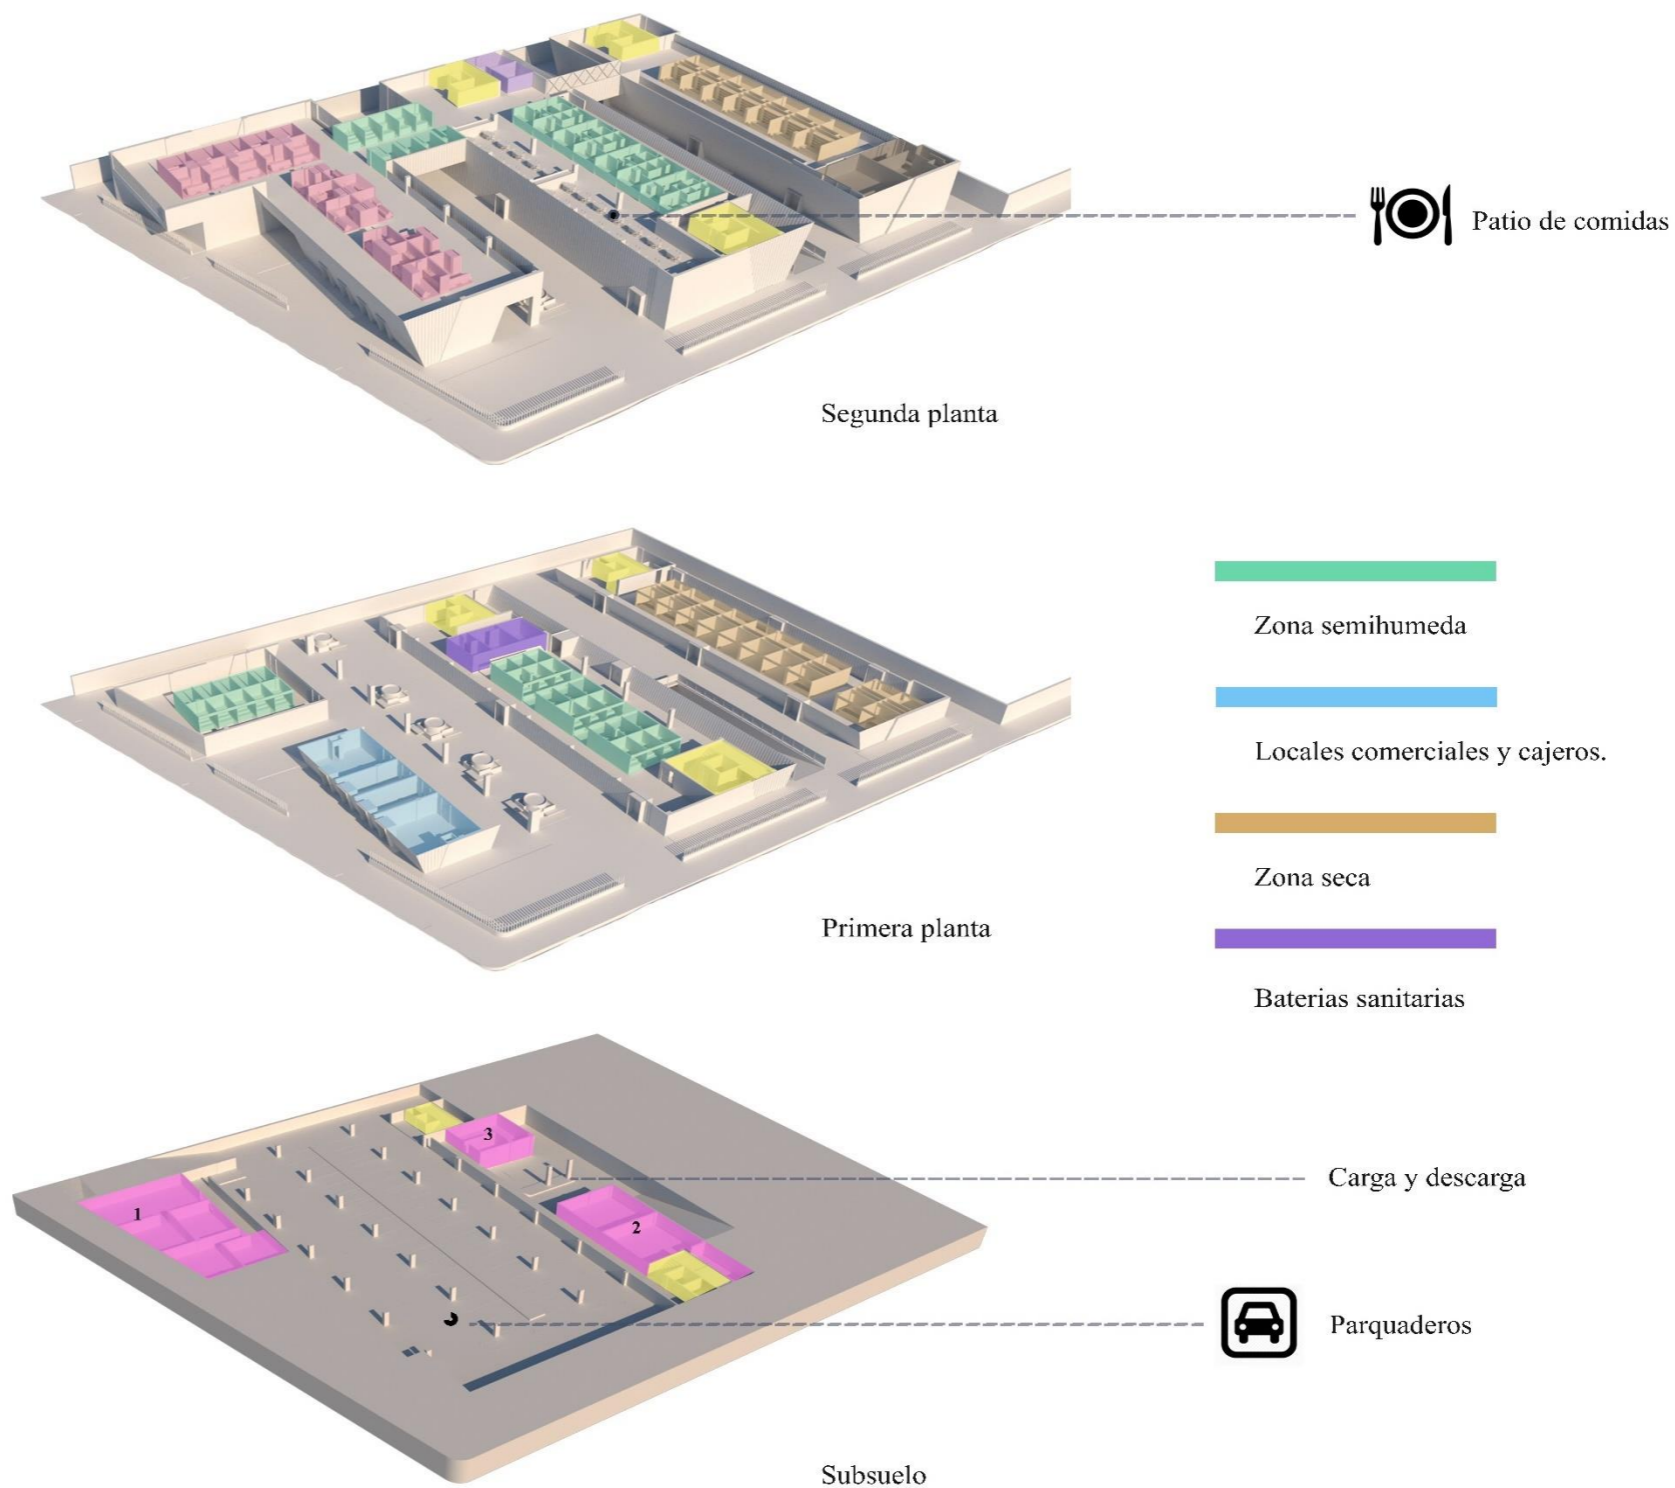 Patio de comidas
Segunda planta
Zona semihumeda
Locales comerciales y cajeros.
Zona seca
Primera planta
Baterias sanitarias
3
Carga y descarga
1
2
Parquaderos
Subsuelo